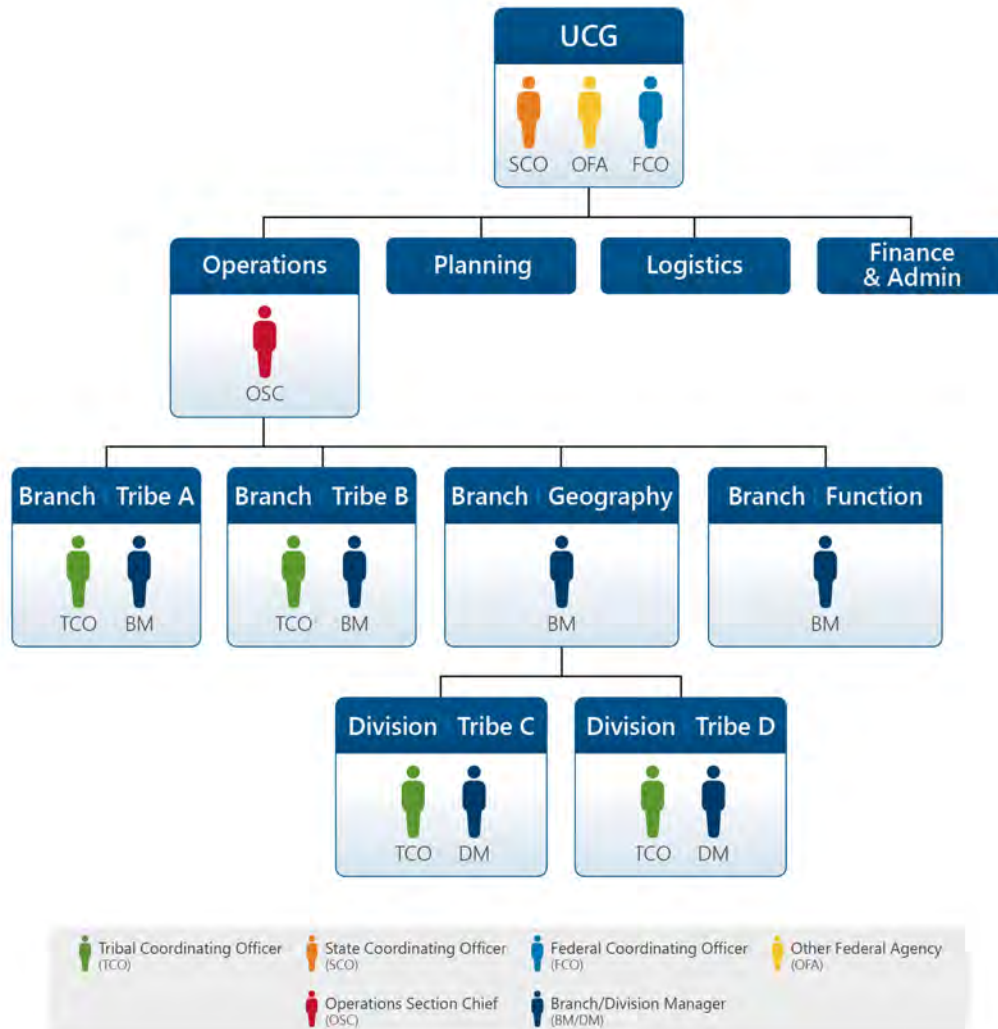 UCG
SCO OFA FCO
Operations
Planning
Logistics
Finance
& Admin
OSC
Branch | Tribe A
Branch | Tribe B
Branch | Geography
Branch | Function
TCO BM
TCO BM
BM
BM
Division | Tribe C
Division | Tribe D
TCO DM
TCO DM
Tribal Coordinating Officer
(TCO)
State Coordinating Officer
(SCO)
Federal Coordinating Officer
(FCO)
Other Federal Agency
(OFA)
Operations Section Chief
(OSC)
Branch/Division Manager
(BM/DM)